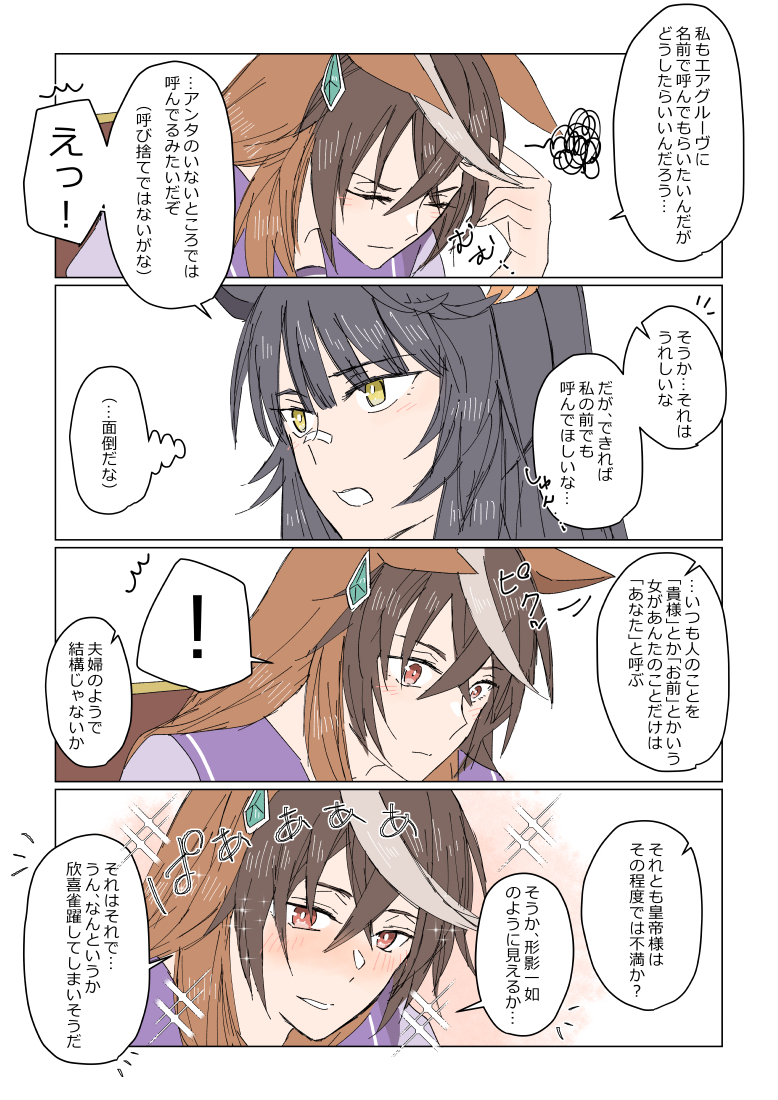 私もエアグルーヴに
名前で呼んでもらいたいんだが
どうしたらいいんだろう…
むむ…
…アンタのいないところでは
呼んでるみたいだぞ
(呼び捨てではないがな)
えっ!
そうか…それは
うれしいな
だが、できれば
私の前でも
呼んでほしいな…
しゅん…
(…面倒だな)
…いつも人のことを
「貴様」とか「お前」とかいう
女があんたのことだけは
「あなた」と呼ぶ
ピクッ
!
夫婦のようで
結構じゃないか
それとも皇帝様は
その程度では不満か?
そうか、形影一如
のように見えるか…
ぱぁぁぁぁ
それはそれで…
うん、なんというか
欣喜雀躍してしまいそうだ